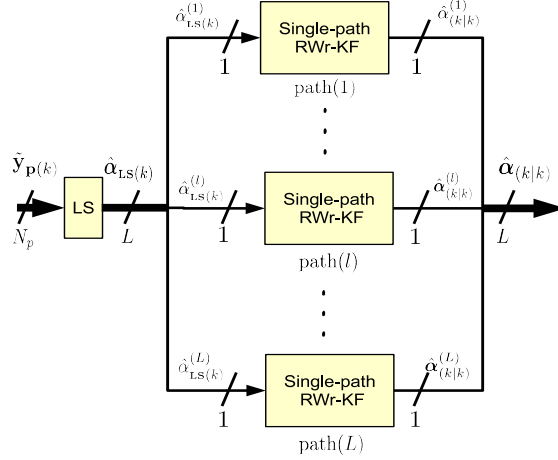 α̂_LS(k)^(1)
1
Single-path
RWr-KF
path(1)
1
α̂_(k|k)^(1)
ỹ_p(k)
N_p
LS
α̂_LS(k)
L
α̂_LS(k)^(l)
1
Single-path
RWr-KF
path(l)
1
α̂_(k|k)^(l)
α̂_(k|k)
L
α̂_LS(k)^(L)
1
Single-path
RWr-KF
path(L)
1
α̂_(k|k)^(L)